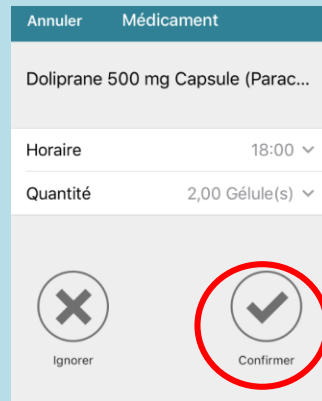 Annuler Médicament
Doliprane 500 mg Capsule (Parac...
Horaire 18:00
Quantité 2,00 Gélule(s)
Ignorer Confirmer